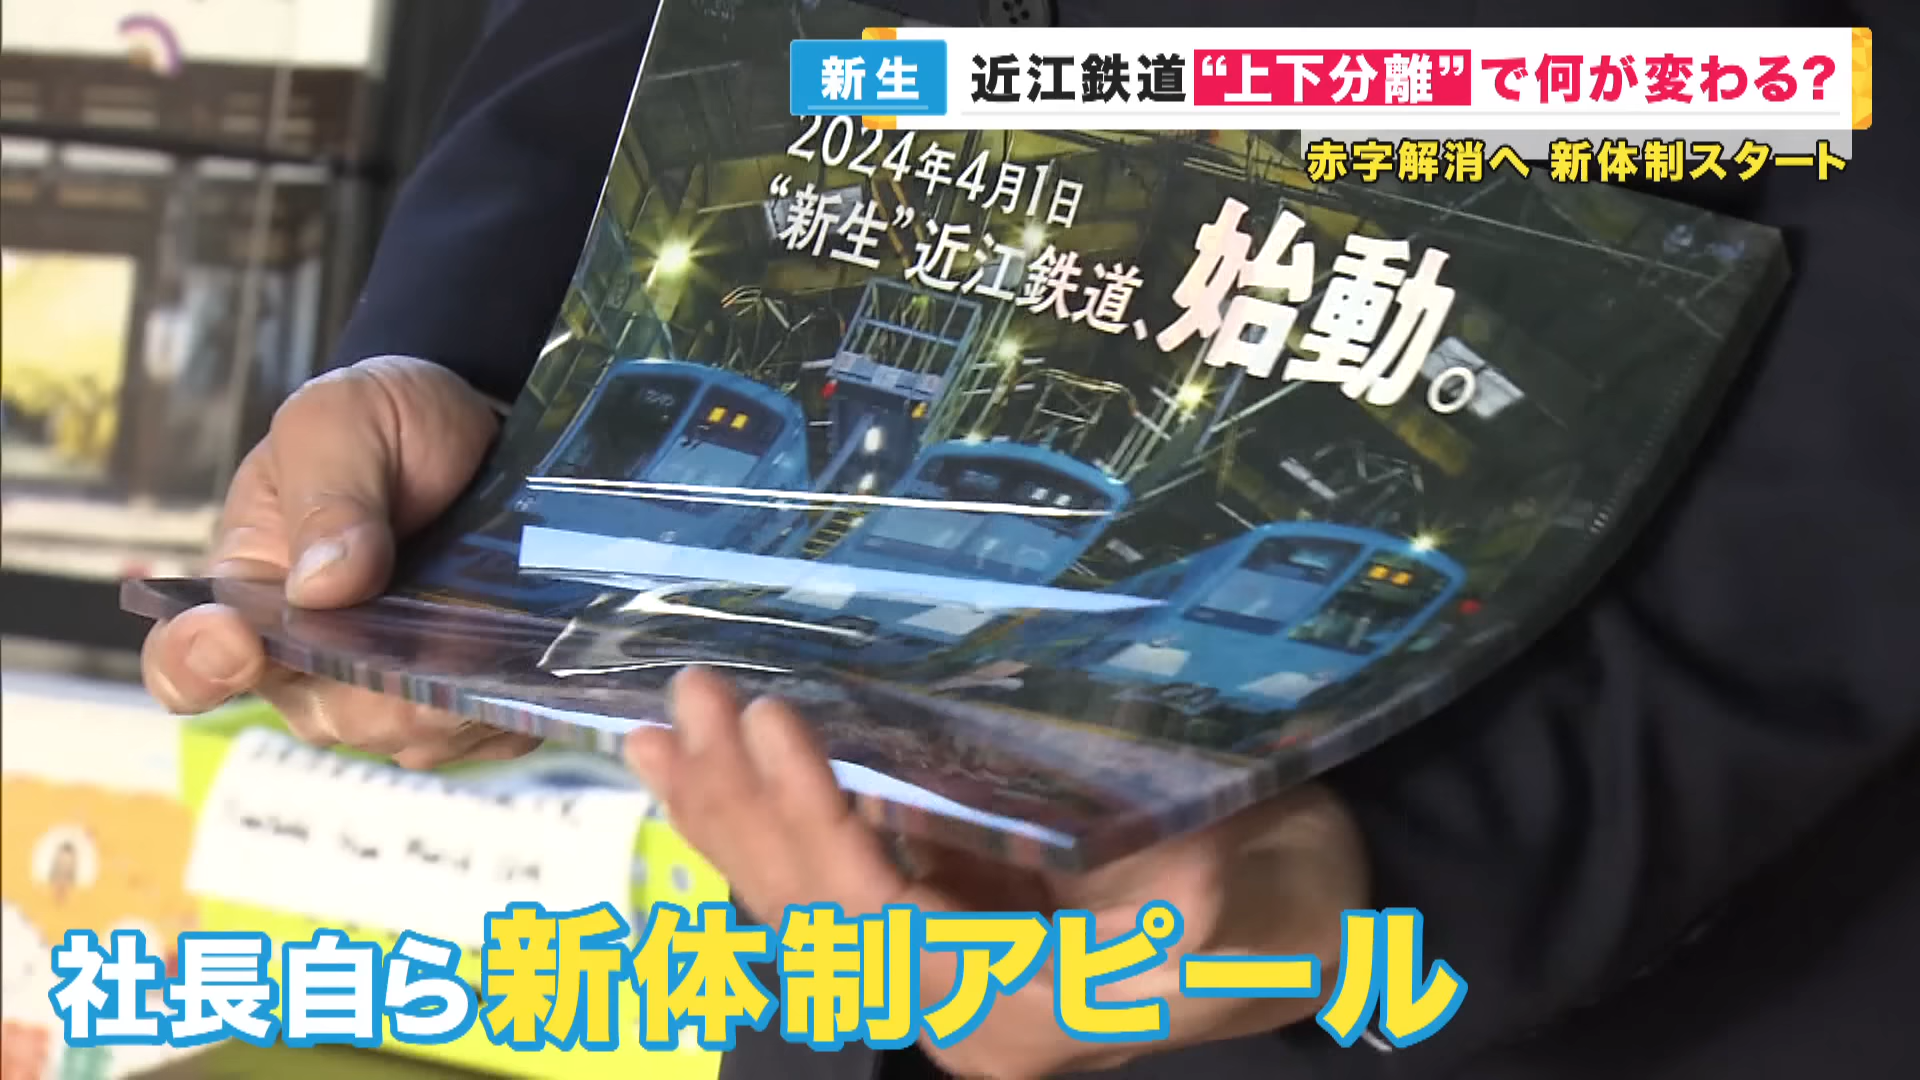 新生 近江鉄道“上下分離”で何が変わる?
赤字解消へ 新体制スタート
2024年4月1日
“新生”近江鉄道、始動。
社長自ら新体制アピール